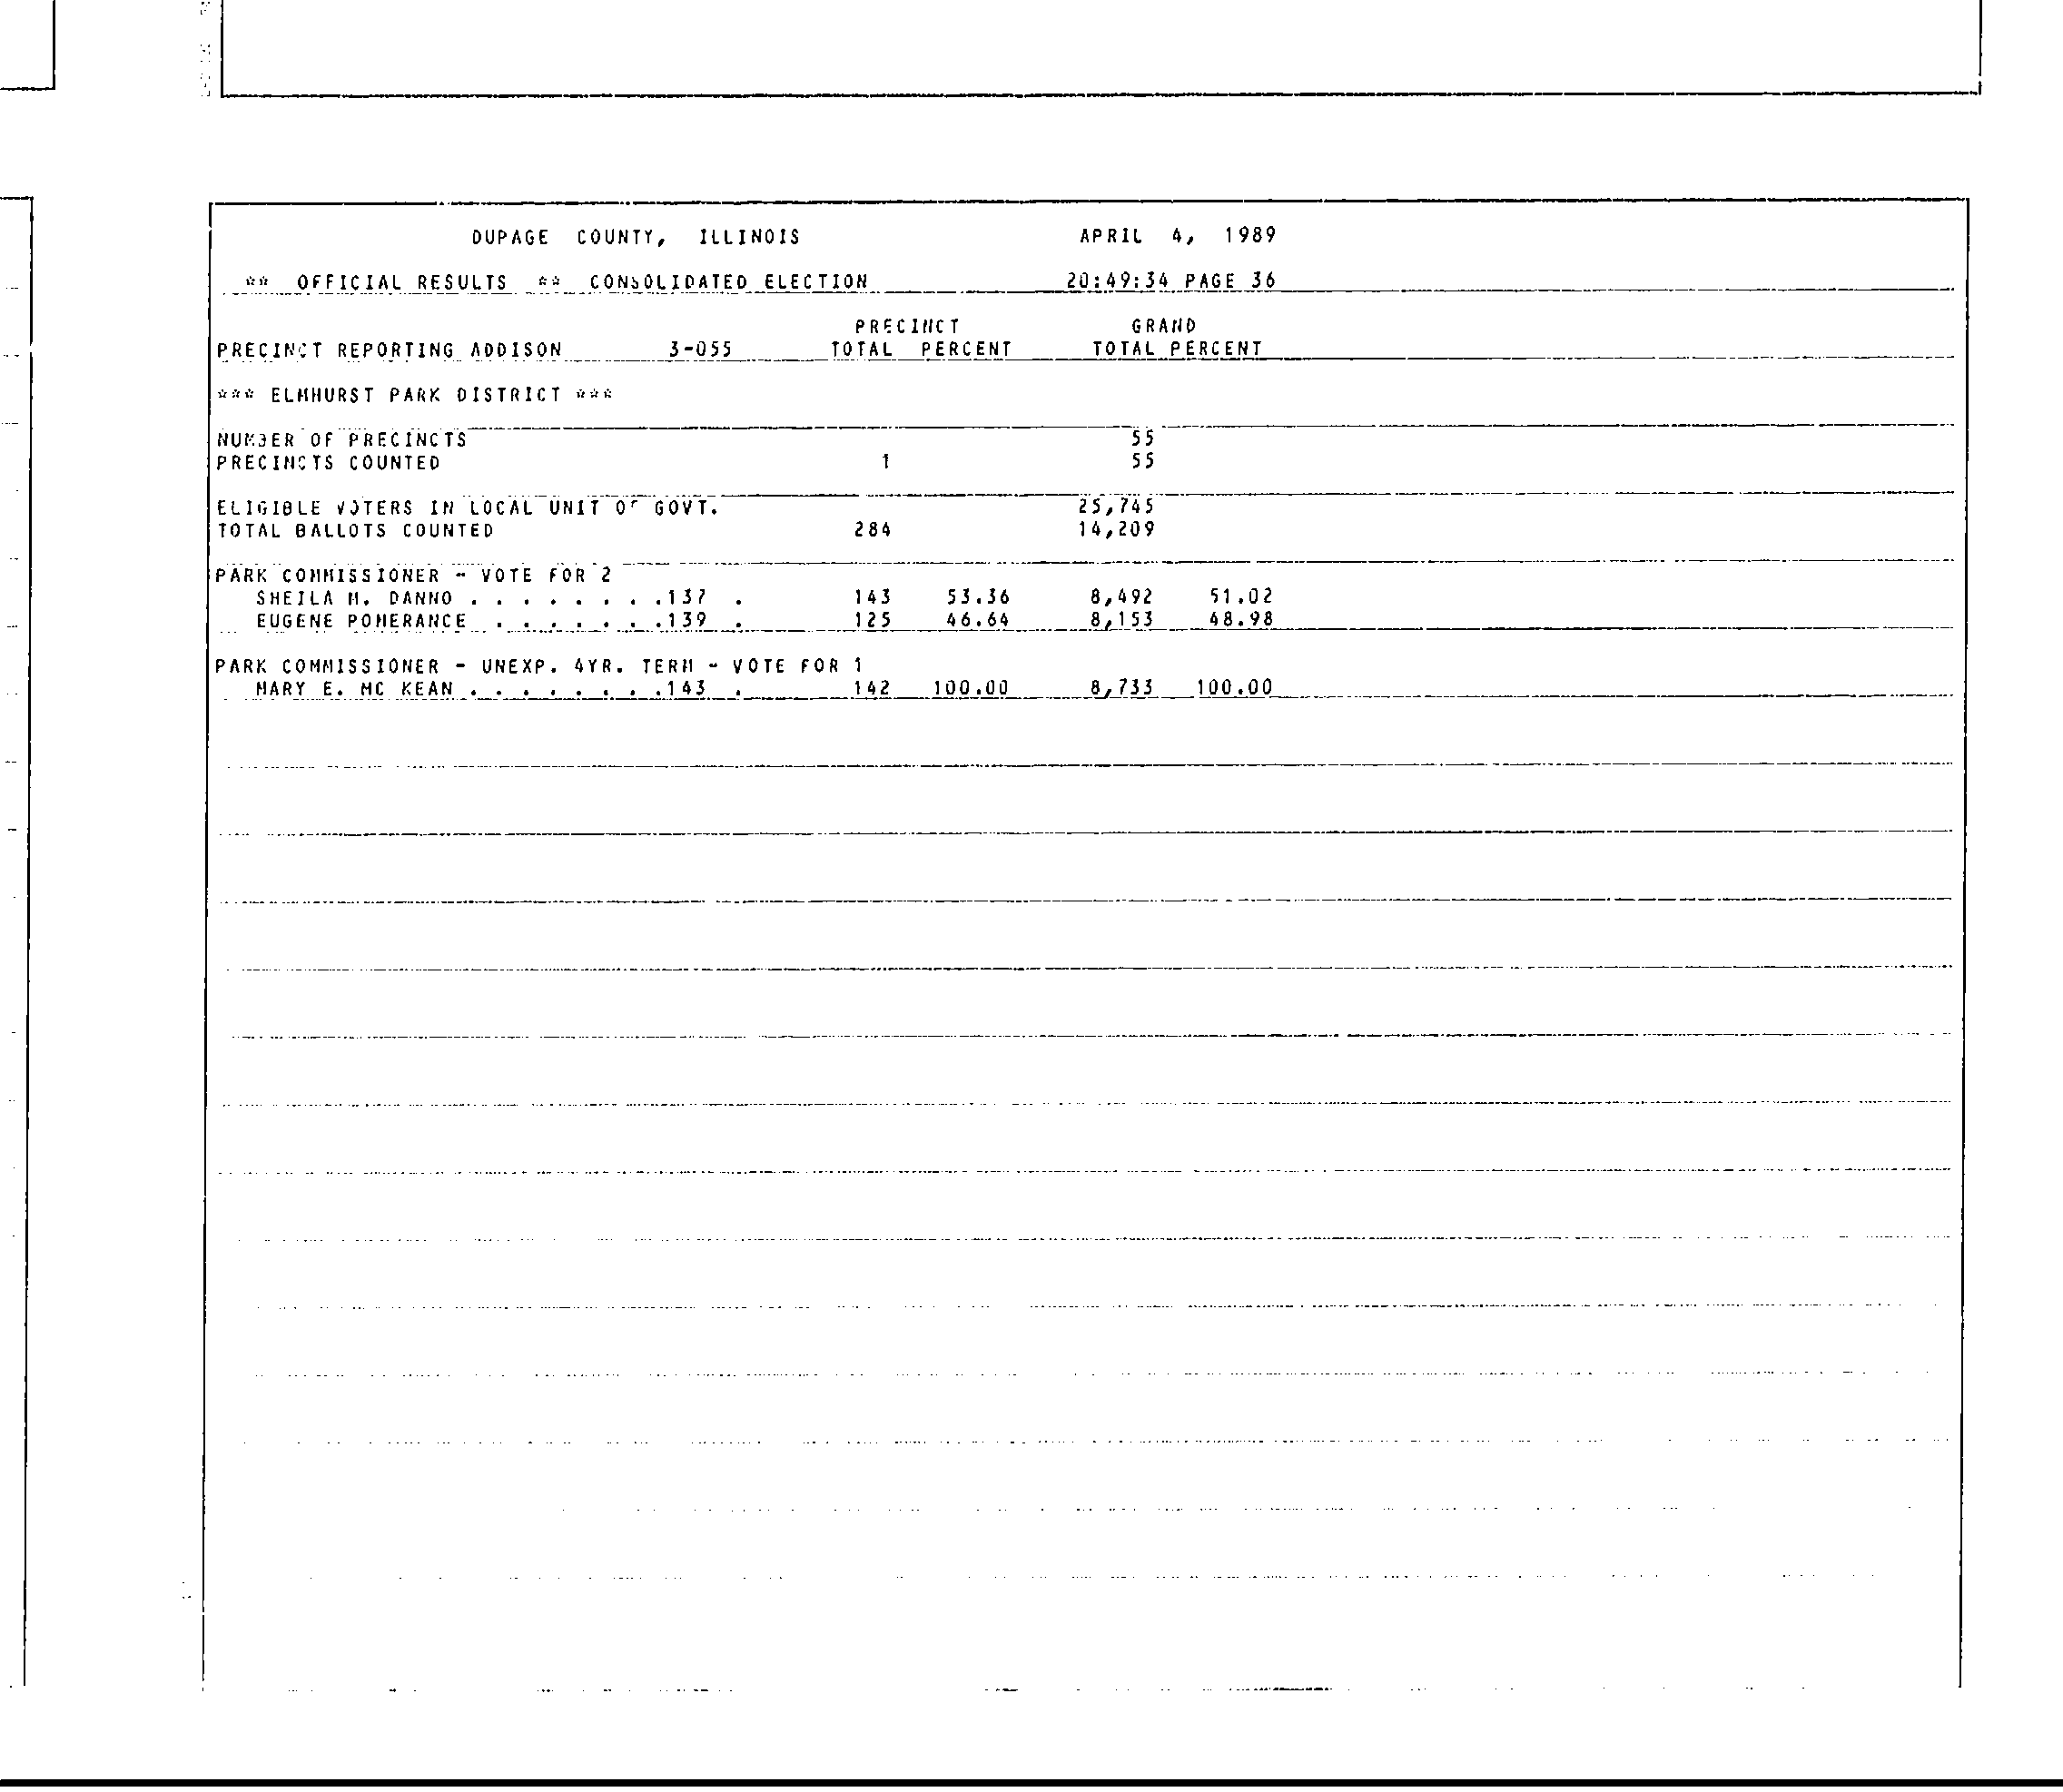 DUPAGE COUNTY, ILLINOIS APRIL 4, 1989
** OFFICIAL RESULTS ** CONSOLIDATED ELECTION 20:49:34 PAGE 36
PRECINCT GRAND
PRECINCT REPORTING ADDISON 3-055 TOTAL PERCENT TOTAL PERCENT
*** ELMHURST PARK DISTRICT ***
NUMBER OF PRECINCTS 55
PRECINCTS COUNTED 1 55
ELIGIBLE VOTERS IN LOCAL UNIT OF GOVT. 25,745
TOTAL BALLOTS COUNTED 284 14,209
PARK COMMISSIONER - VOTE FOR 2
SHEILA M. DANNO . . . . . . . .137 . 143 53.36 8,492 51.02
EUGENE POMERANCE . . . . . . .139 . 125 46.64 8,153 48.98
PARK COMMISSIONER - UNEXP. 4YR. TERM - VOTE FOR 1
MARY E. MC KEAN . . . . . . . .143 . 142 100.00 8,733 100.00